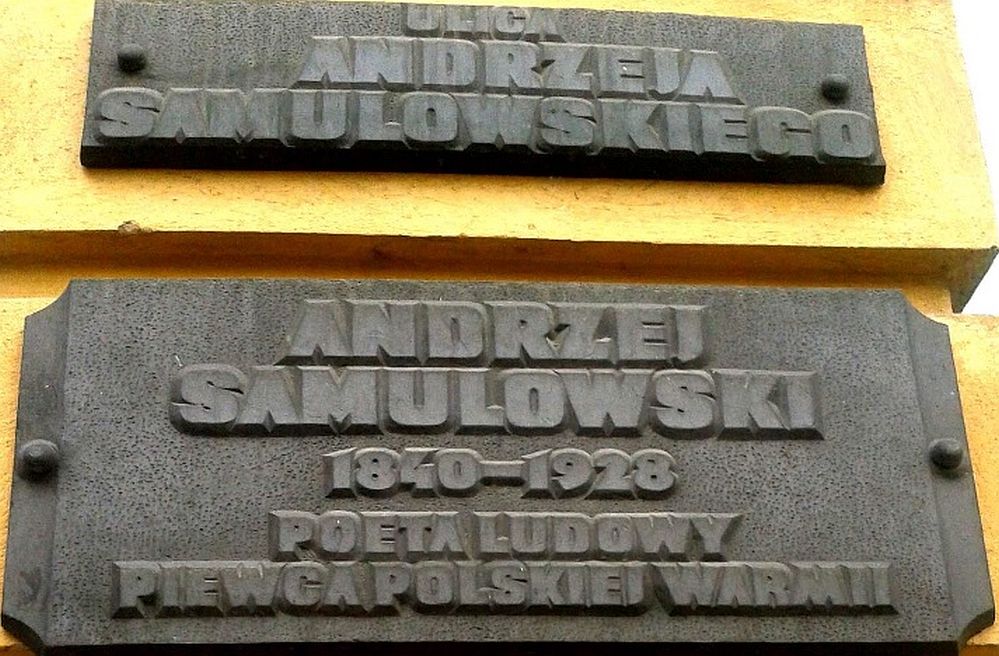 ULICA
ANDRZEJA
SAMULOWSKIEGO
ANDRZEJ
SAMULOWSKI
1840-1928
POETA LUDOWY
PIEWCA POLSKIEJ WARMII